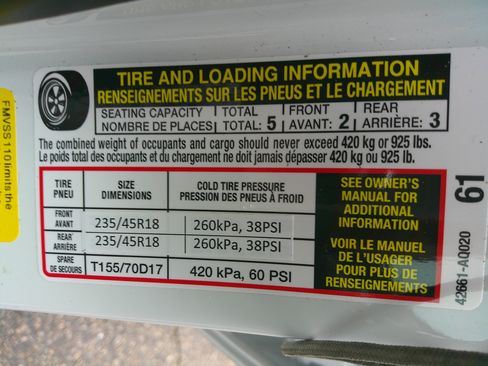 TIRE AND LOADING INFORMATION
RENSEIGNEMENTS SUR LES PNEUS ET LE CHARGEMENT
SEATING CAPACITY TOTAL FRONT REAR
NOMBRE DE PLACES TOTAL: 5 AVANT: 2 ARRIÈRE: 3
The combined weight of occupants and cargo should never exceed 420 kg or 925 lbs.
Le poids total des occupants et du chargement ne doit jamais dépasser 420 kg ou 925 lb.
TIRE SIZE COLD TIRE PRESSURE
PNEU DIMENSIONS PRESSION DES PNEUS À FROID
FRONT
AVANT 235/45R18 260kPa, 38PSI
REAR
ARRIÈRE 235/45R18 260kPa, 38PSI
SPARE
DE SECOURS T155/70D17 420 kPa, 60 PSI
SEE OWNER'S
MANUAL FOR
ADDITIONAL
INFORMATION
VOIR LE MANUEL
DE L'USAGER
POUR PLUS DE
RENSEIGNEMENTS
61
42661-AQ020
FMVSS 110 limits the